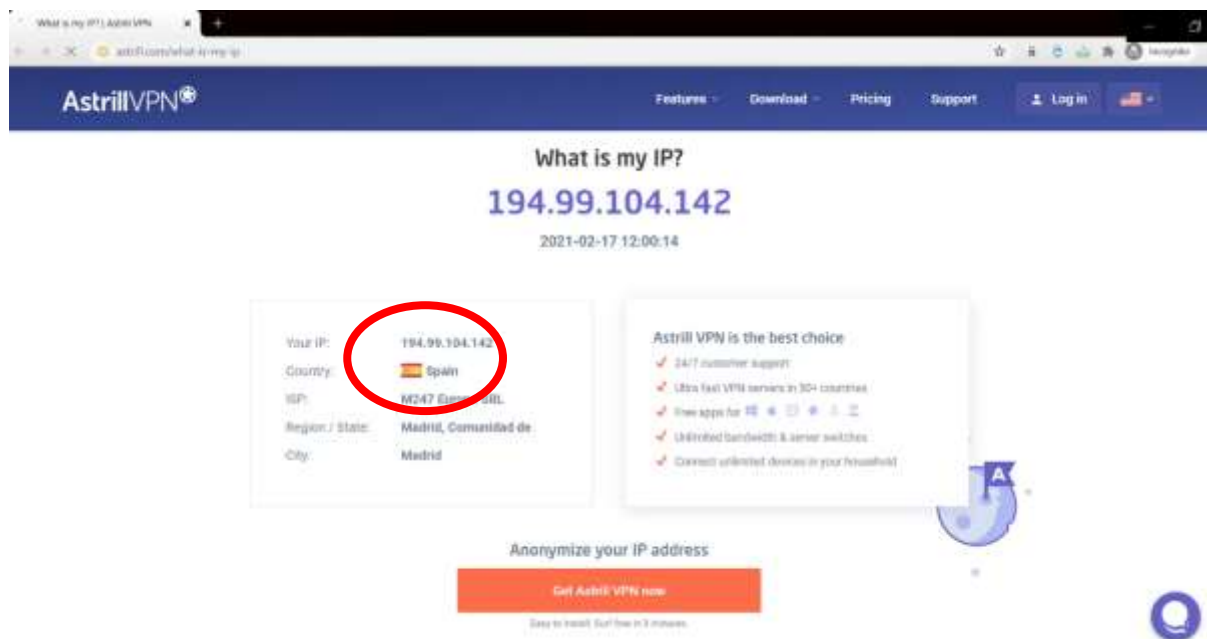 What is my IP? | Astrill VPN
astrill.com/what-is-my-ip
Incognito
AstrillVPN
Features
Download
Pricing
Support
Log in
What is my IP?
194.99.104.142
2021-02-17 12:00:14
Your IP: 194.99.104.142
Country: Spain
ISP: M247 Europe SRL
Region / State: Madrid, Comunidad de
City: Madrid
Astrill VPN is the best choice
24/7 customer support
Ultra fast VPN servers in 50+ countries
Free apps for
Unlimited bandwidth & server switches
Connect unlimited devices in your household
A
Anonymize your IP address
Get Astrill VPN now
Easy to install. Surf free in 3 minutes.